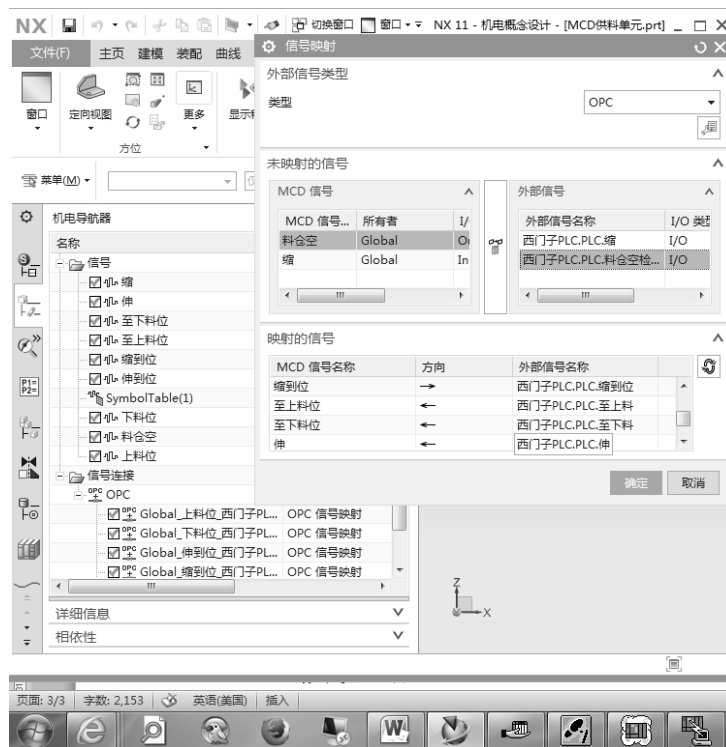 NX 切换窗口 窗口 NX 11 - 机电概念设计 - [MCD供料单元.prt]
文件(F) 主页 建模 装配 曲线
信号映射
外部信号类型
类型 OPC
窗口 定向视图 更多
方位
未映射的信号
菜单(M)
MCD 信号 外部信号
MCD 信号... 所有者 I/ 外部信号名称 I/O 类型
料仓空 Global 西门子PLC.PLC.缩 I/O
缩 Global In 西门子PLC.PLC.料仓空检... I/O
映射的信号
MCD 信号名称 方向 外部信号名称
缩到位 西门子PLC.PLC.缩到位
至上料位 西门子PLC.PLC.至上料
至下料位 西门子PLC.PLC.至下料
伸 西门子PLC.PLC.伸
确定 取消
机电导航器
名称
信号
缩
伸
至下料位
至上料位
缩到位
伸到位
SymbolTable(1)
下料位
料仓空
上料位
信号连接
OPC
Global_上料位_西门子PL... OPC 信号映射
Global_下料位_西门子PL... OPC 信号映射
Global_伸到位_西门子PL... OPC 信号映射
Global_缩到位_西门子PL... OPC 信号映射
详细信息
相依性
Z
X
页面: 3/3 字数: 2,153 英语(美国) 插入